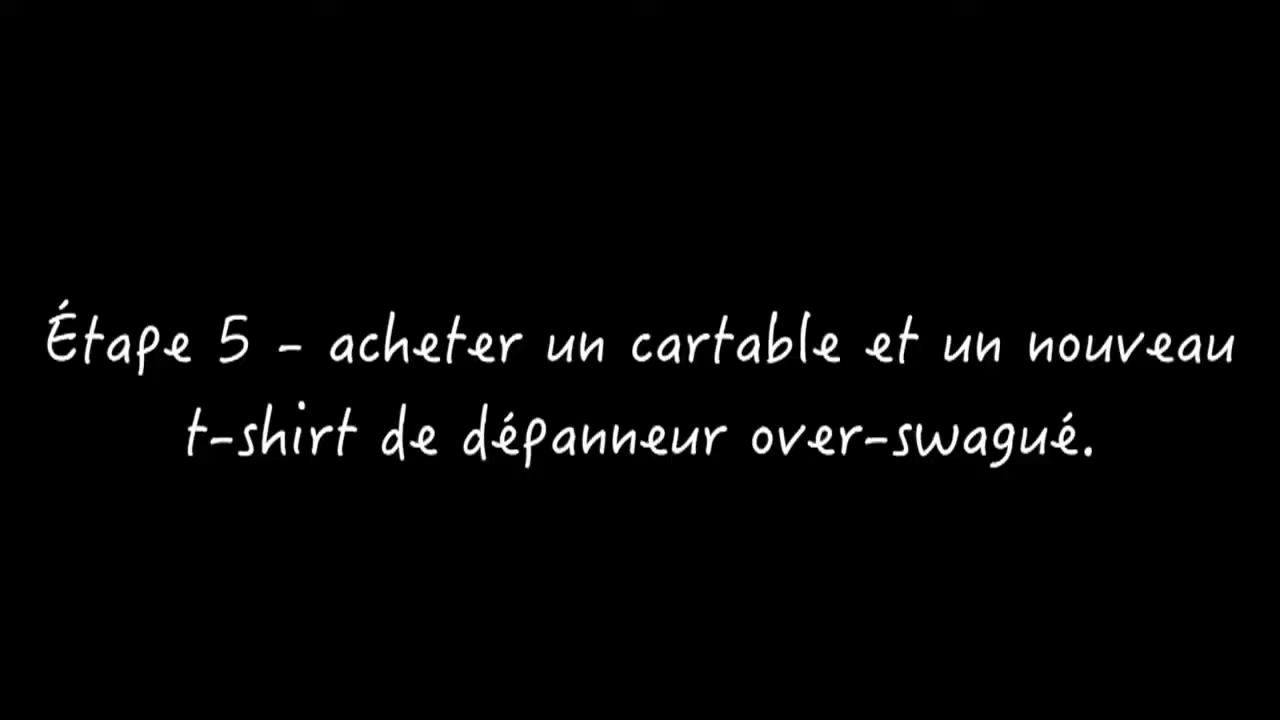 Étape 5 - acheter un cartable et un nouveau
t-shirt de dépanneur over-swagué.